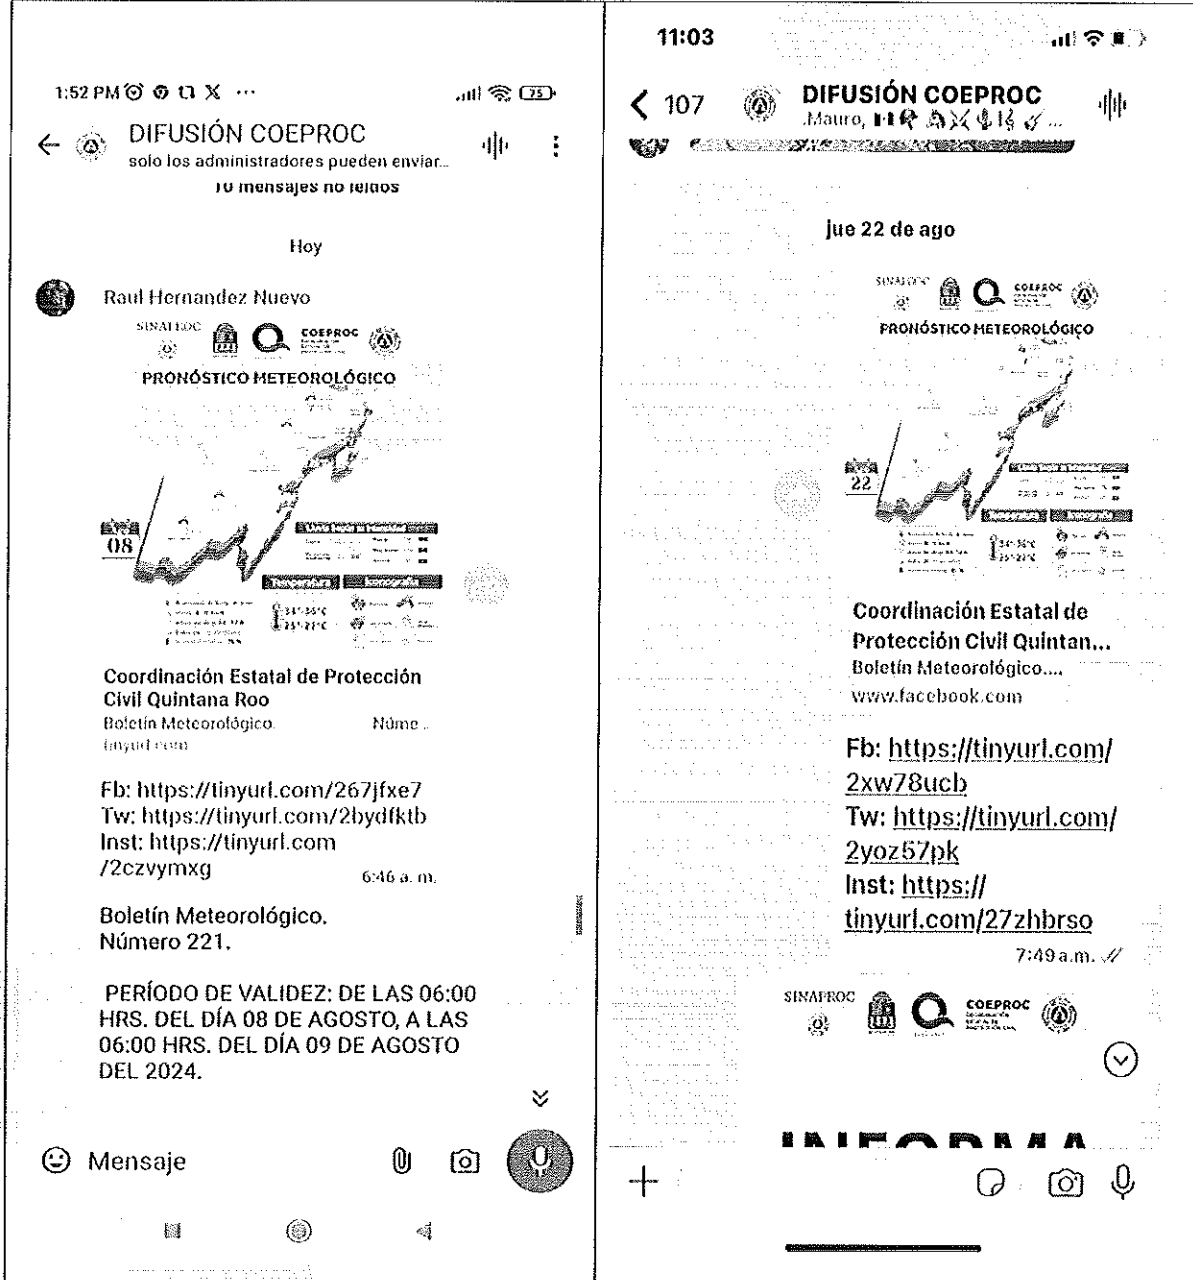 1:52 PM
75
DIFUSIÓN COEPROC
solo los administradores pueden enviar...
10 mensajes no leídos
Hoy
Raul Hernandez Nuevo
COEPROC
PRONÓSTICO METEOROLÓGICO
08
Temperatura
Iconografía
Coordinación Estatal de Protección
Civil Quintana Roo
Boletín Meteorológico. Núme...
tinyurl.com
Fb: https://tinyurl.com/267jfxe7
Tw: https://tinyurl.com/2bydfktb
Inst: https://tinyurl.com
/2czvymxg
6:46 a. m.
Boletín Meteorológico.
Número 221.
PERÍODO DE VALIDEZ: DE LAS 06:00
HRS. DEL DÍA 08 DE AGOSTO, A LAS
06:00 HRS. DEL DÍA 09 DE AGOSTO
DEL 2024.
Mensaje
11:03
107
DIFUSIÓN COEPROC
.Mauro,
jue 22 de ago
COEPROC
PRONÓSTICO METEOROLÓGICO
22
Coordinación Estatal de
Protección Civil Quintan...
Boletín Meteorológico....
www.facebook.com
Fb: https://tinyurl.com/
2xw78ucb
Tw: https://tinyurl.com/
2yoz57pk
Inst: https://
tinyurl.com/27zhbrso
7:49 a.m.
SINAPROC
COEPROC
INFORMA